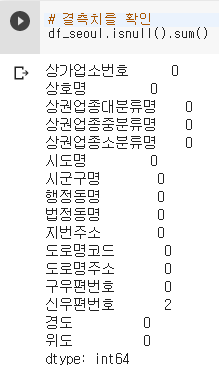 # 결측치를 확인
df_seoul.isnull().sum()
상가업소번호 0
상호명 0
상권업종대분류명 0
상권업종중분류명 0
상권업종소분류명 0
시도명 0
시군구명 0
행정동명 0
법정동명 0
지번주소 0
도로명코드 0
도로명주소 0
구우편번호 0
신우편번호 2
경도 0
위도 0
dtype: int64